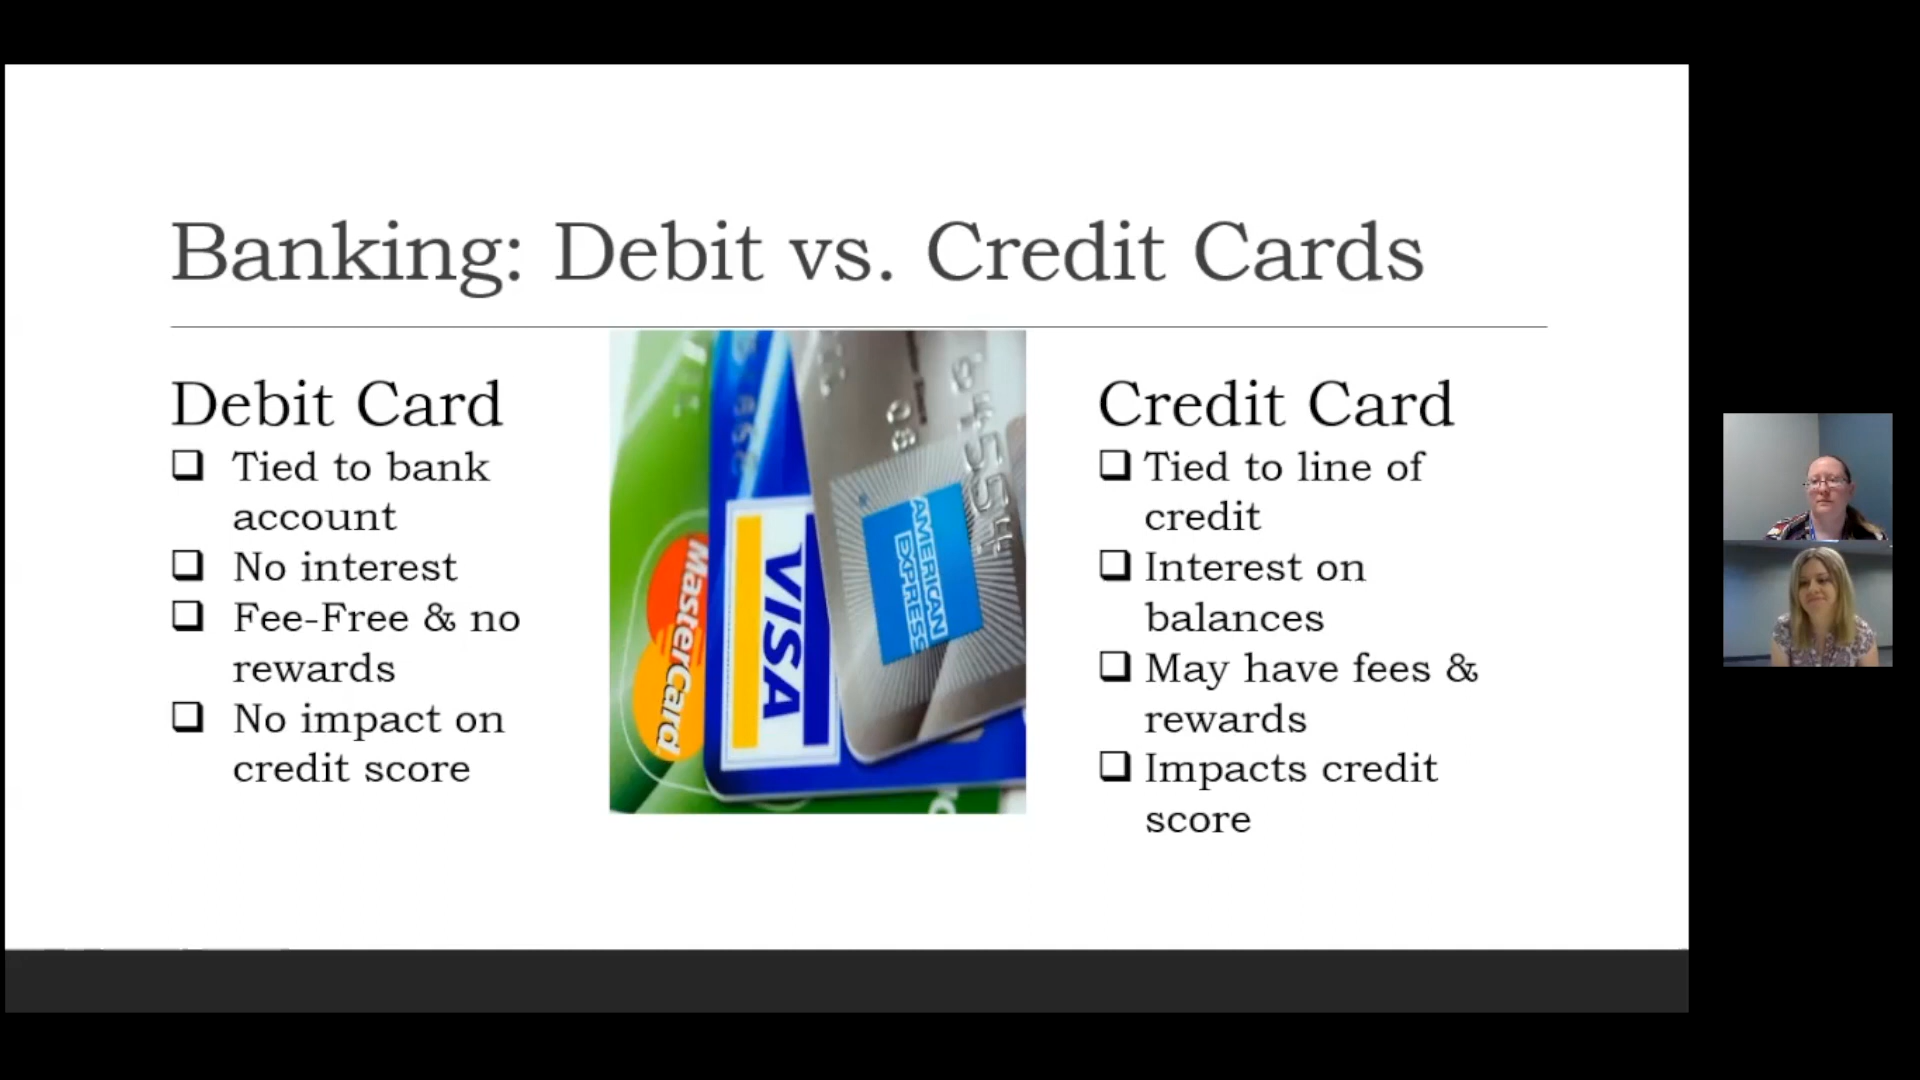 Banking: Debit vs. Credit Cards
Debit Card
Tied to bank
account
No interest
Fee-Free & no
rewards
No impact on
credit score
MasterCard
VISA
AMERICAN
EXPRESS
08
Credit Card
Tied to line of
credit
Interest on
balances
May have fees &
rewards
Impacts credit
score